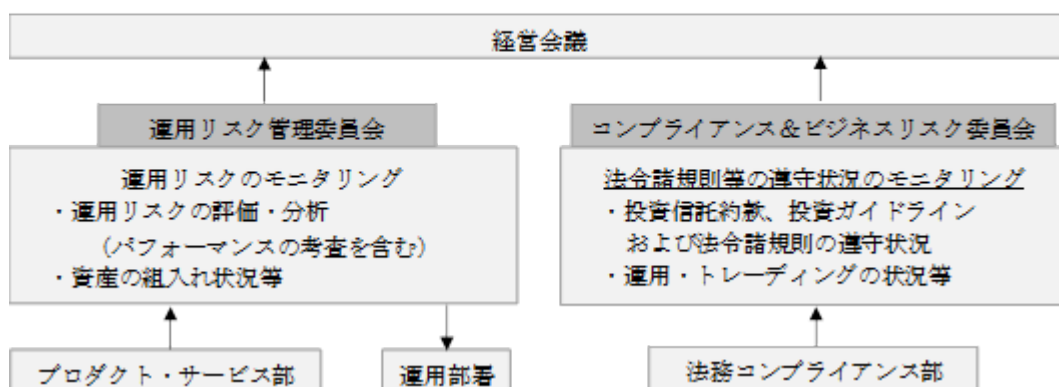 経営会議
運用リスク管理委員会
コンプライアンス＆ビジネスリスク委員会
運用リスクのモニタリング
・運用リスクの評価・分析
（パフォーマンスの考査を含む）
・資産の組入れ状況等
法令諸規則等の遵守状況のモニタリング
・投資信託約款、投資ガイドライン
および法令諸規則の遵守状況
・運用・トレーディングの状況等
プロダクト・サービス部
運用部署
法務コンプライアンス部